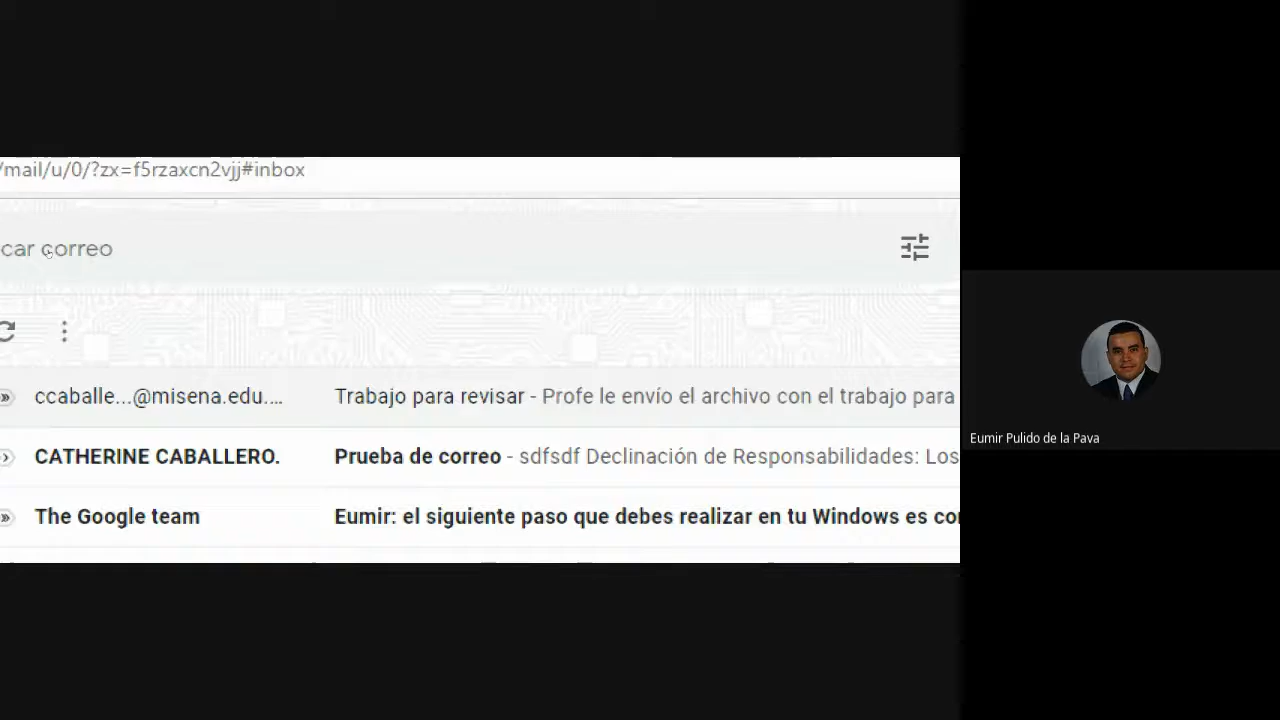 /mail/u/0/?zx=f5rzaxcn2vjj#inbox
car correo
ccaballe...@misena.edu.... Trabajo para revisar - Profe le envío el archivo con el trabajo para
CATHERINE CABALLERO. Prueba de correo - sdfsdf Declinación de Responsabilidades: Los
The Google team Eumir: el siguiente paso que debes realizar en tu Windows es co
Eumir Pulido de la Pava